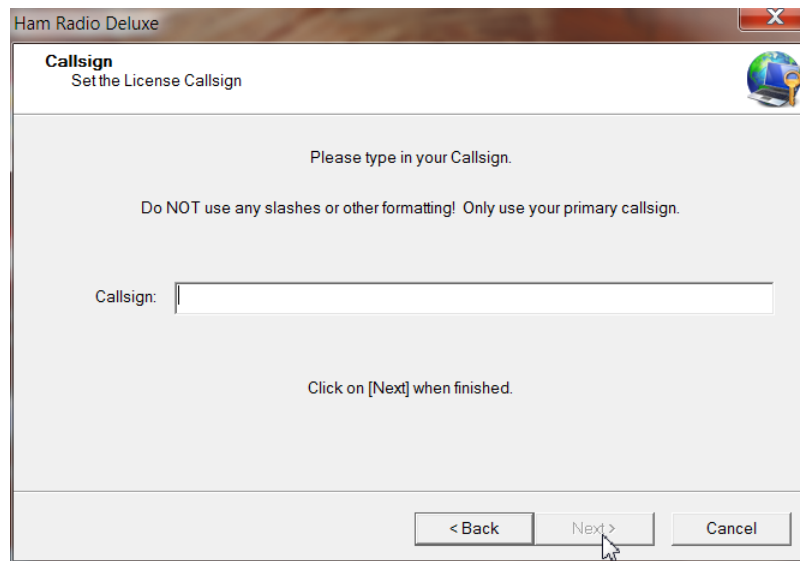 Ham Radio Deluxe
X
Callsign
Set the License Callsign
Please type in your Callsign.
Do NOT use any slashes or other formatting!  Only use your primary callsign.
Callsign:
Click on [Next] when finished.
< Back
Next >
Cancel